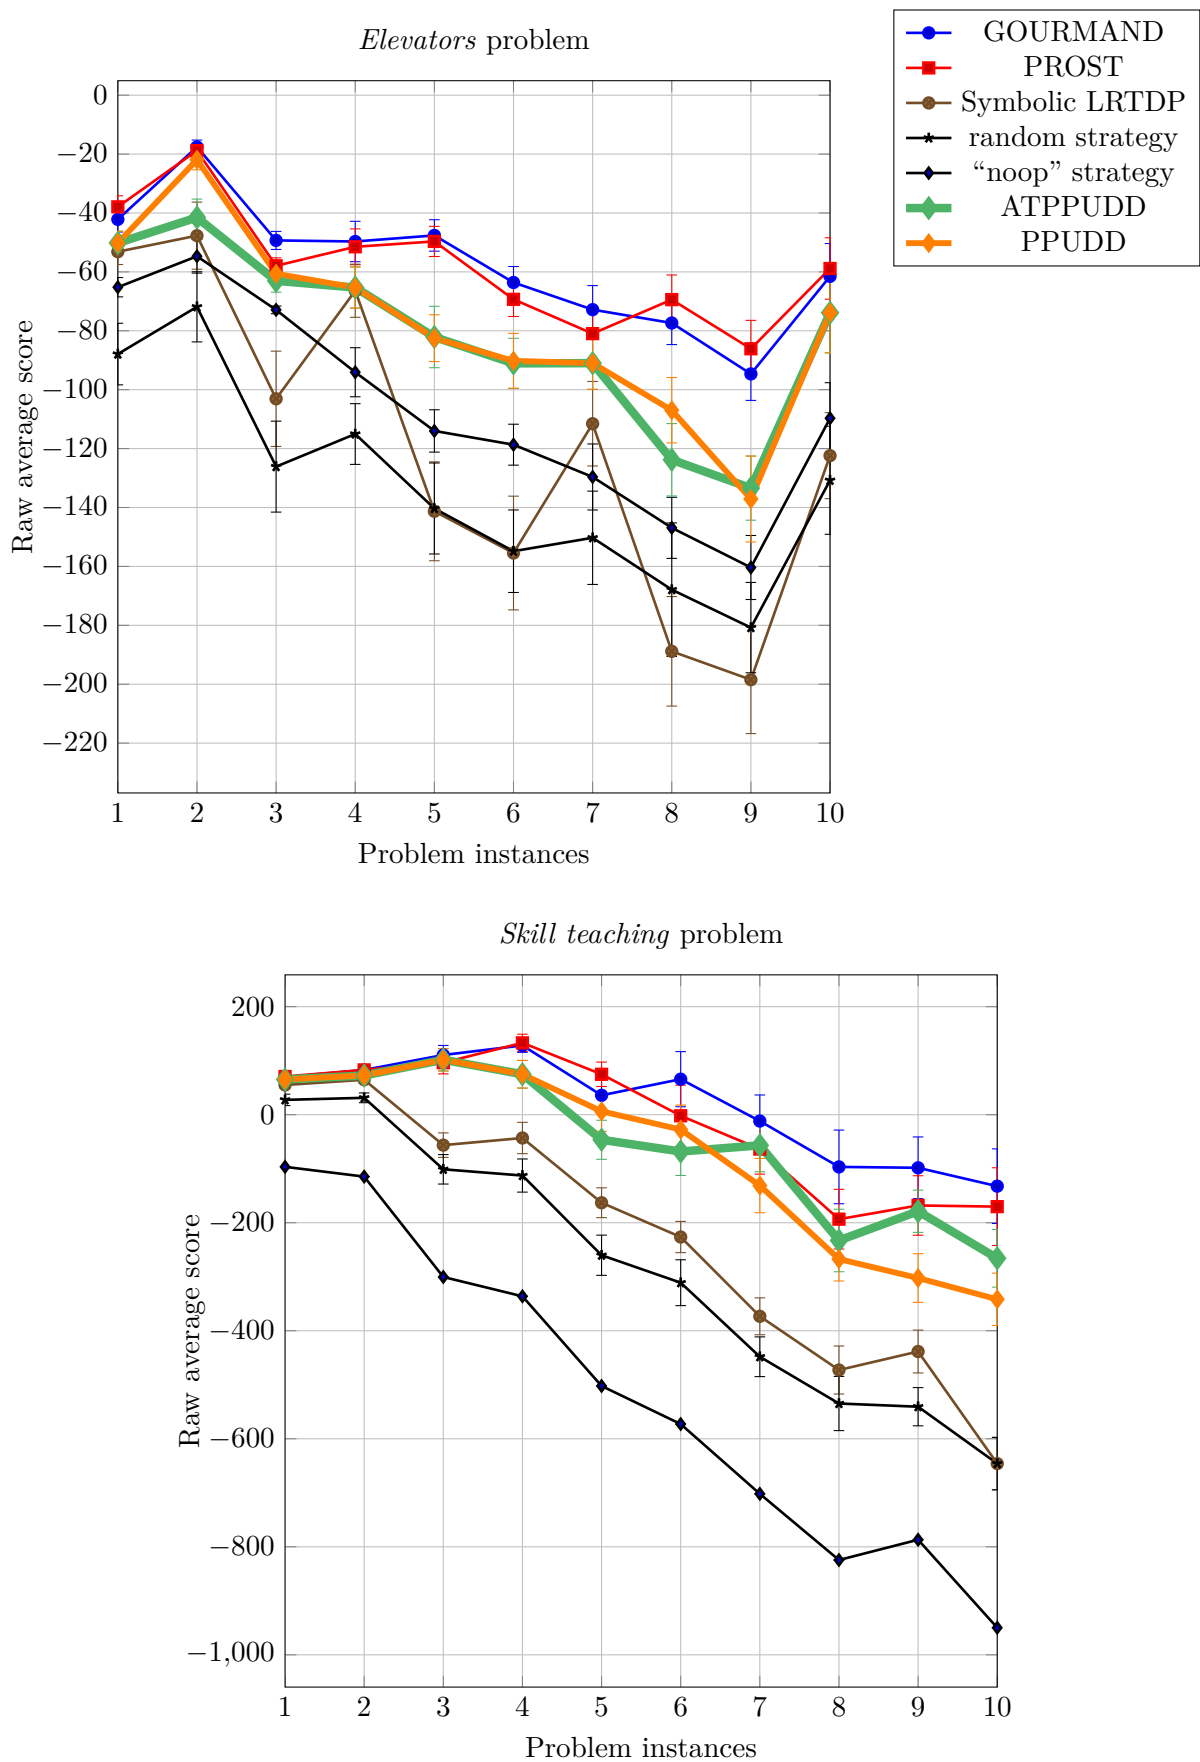 Elevators problem
GOURMAND
PROST
Symbolic LRTDP
random strategy
“noop” strategy
ATPPUDD
PPUDD
0
−20
−40
−60
−80
−100
−120
−140
−160
−180
−200
−220
Raw average score
1 2 3 4 5 6 7 8 9 10
Problem instances
Skill teaching problem
200
0
−200
−400
−600
−800
−1,000
Raw average score
1 2 3 4 5 6 7 8 9 10
Problem instances